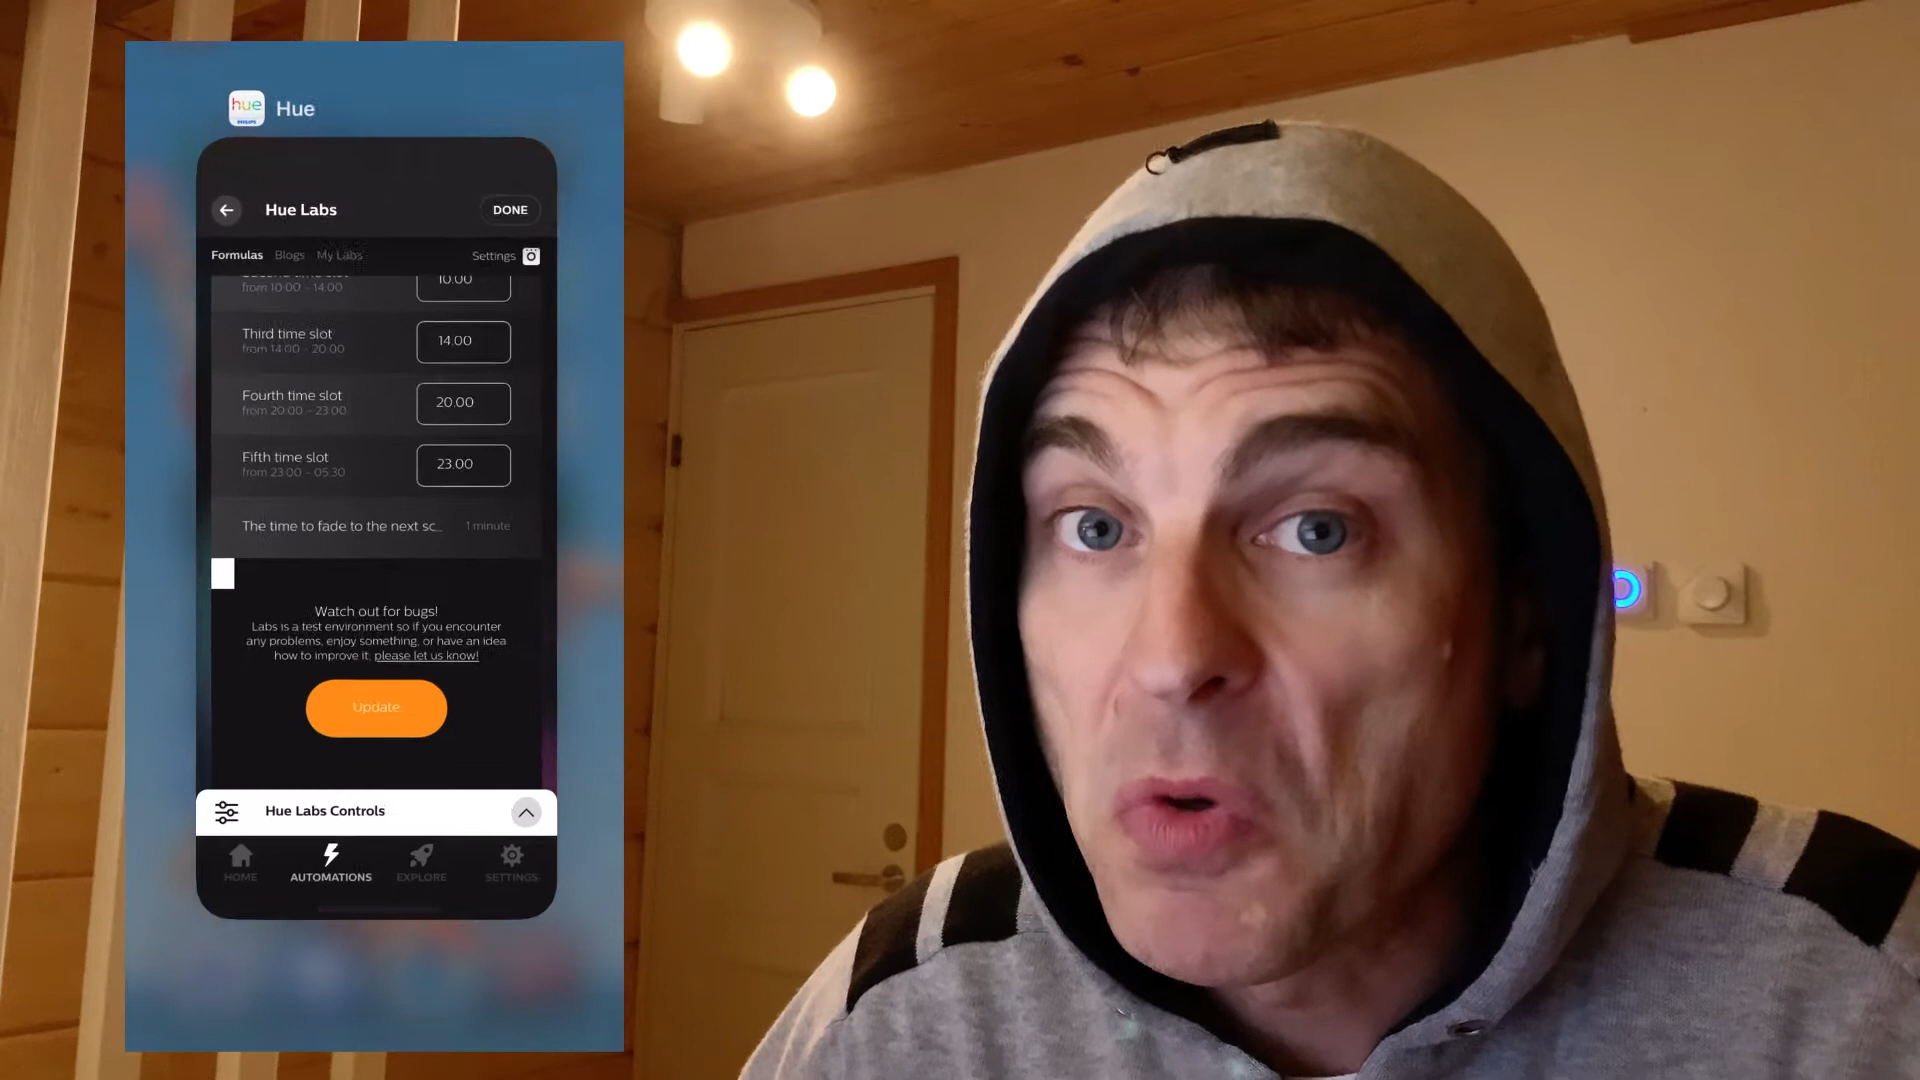 hue
PHILIPS
Hue
Hue Labs
DONE
Formulas Blogs My Labs Settings
Second time slot
from 10:00 - 14:00
10.00
Third time slot
from 14:00 - 20:00
14.00
Fourth time slot
from 20:00 - 23:00
20.00
Fifth time slot
from 23:00 - 05:30
23.00
The time to fade to the next sc... 1 minute
Watch out for bugs!
Labs is a test environment so if you encounter
any problems, enjoy something, or have an idea
how to improve it, please let us know!
Update
Hue Labs Controls
HOME AUTOMATIONS EXPLORE SETTINGS